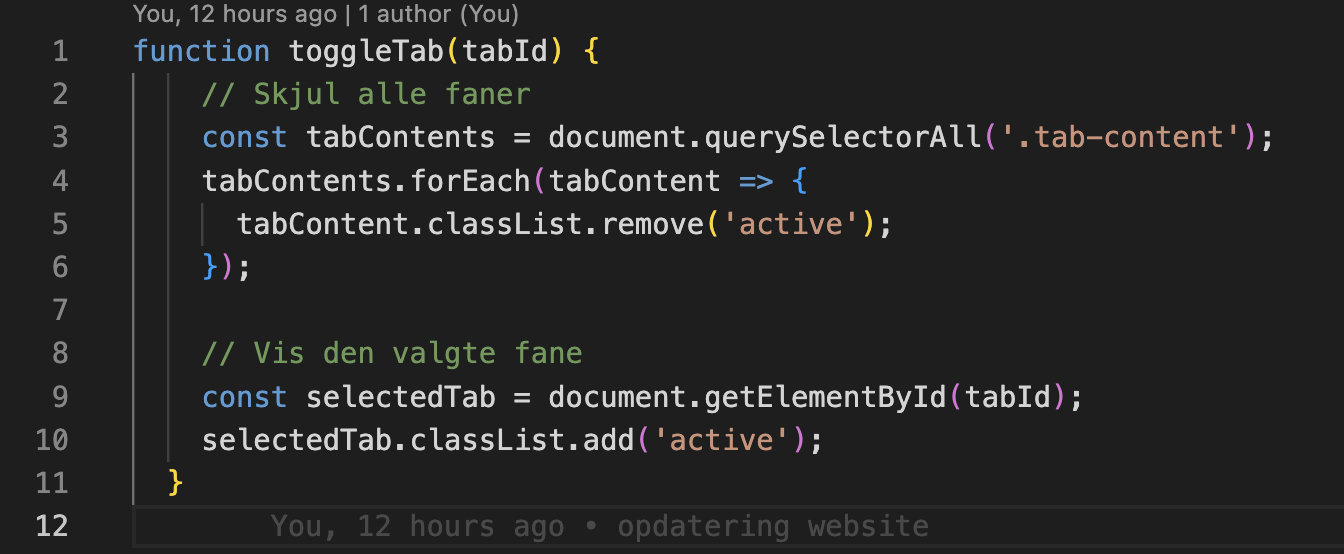 You, 12 hours ago | 1 author (You)
1 function toggleTab(tabId) {
2 // Skjul alle faner
3 const tabContents = document.querySelectorAll('.tab-content');
4 tabContents.forEach(tabContent => {
5 tabContent.classList.remove('active');
6 });
7
8 // Vis den valgte fane
9 const selectedTab = document.getElementById(tabId);
10 selectedTab.classList.add('active');
11 }
12 You, 12 hours ago • opdatering website